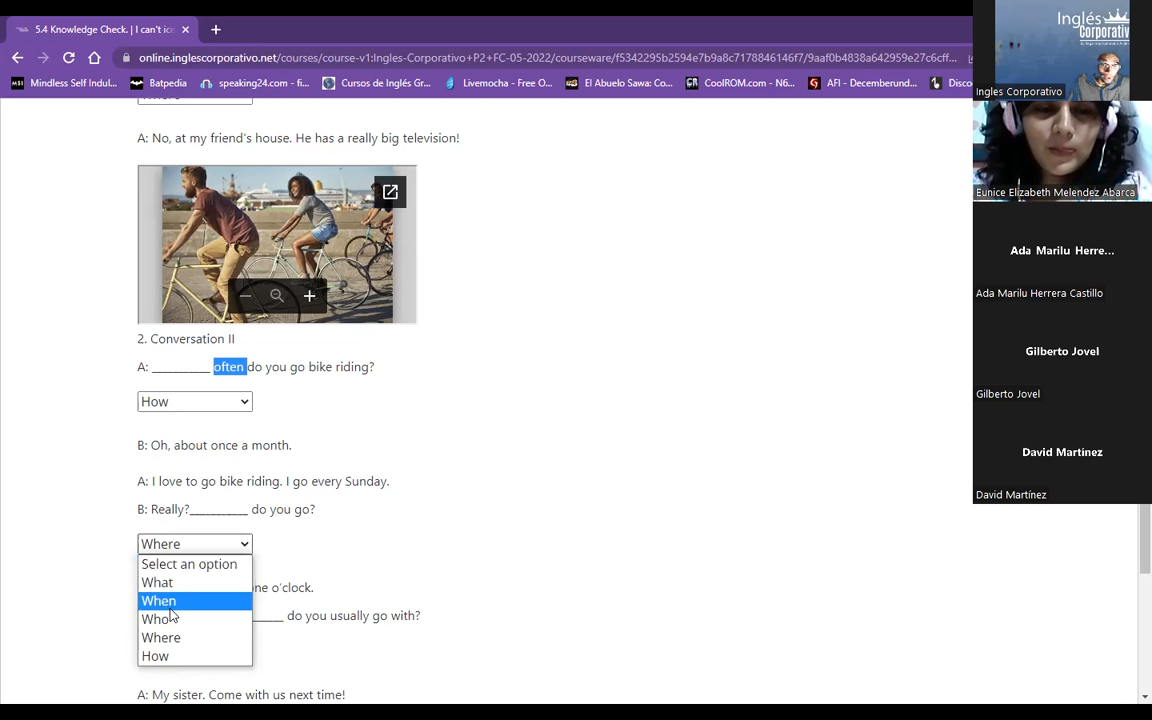 5.4 Knowledge Check. | I can't ice
online.inglescorporativo.net/courses/course-v1:Ingles-Corporativo+P2+FC-05-2022/courseware/f5342295b2594e7b9a8c7178846146f7/9aaf0b4838a642959e27c6cff...
Mindless Self Indul... Batpedia speaking24.com - fi... Cursos de Inglés Gr... Livemocha - Free O... El Abuelo Sawa: Co... CoolROM.com - N6... AFI - Decemberund... Disco
A: No, at my friend's house. He has a really big television!
2. Conversation II
A: __________ often do you go bike riding?
How
B: Oh, about once a month.
A: I love to go bike riding. I go every Sunday.
B: Really?__________ do you go?
Where
Select an option
What
When
Who
Where
How
ne o'clock.
do you usually go with?
A: My sister. Come with us next time!
Inglés
Corporativ
Ingles Corporativo
Eunice Elizabeth Melendez Abarca
Ada Marilu Herre...
Ada Marilu Herrera Castillo
Gilberto Jovel
Gilberto Jovel
David Martinez
David Martínez